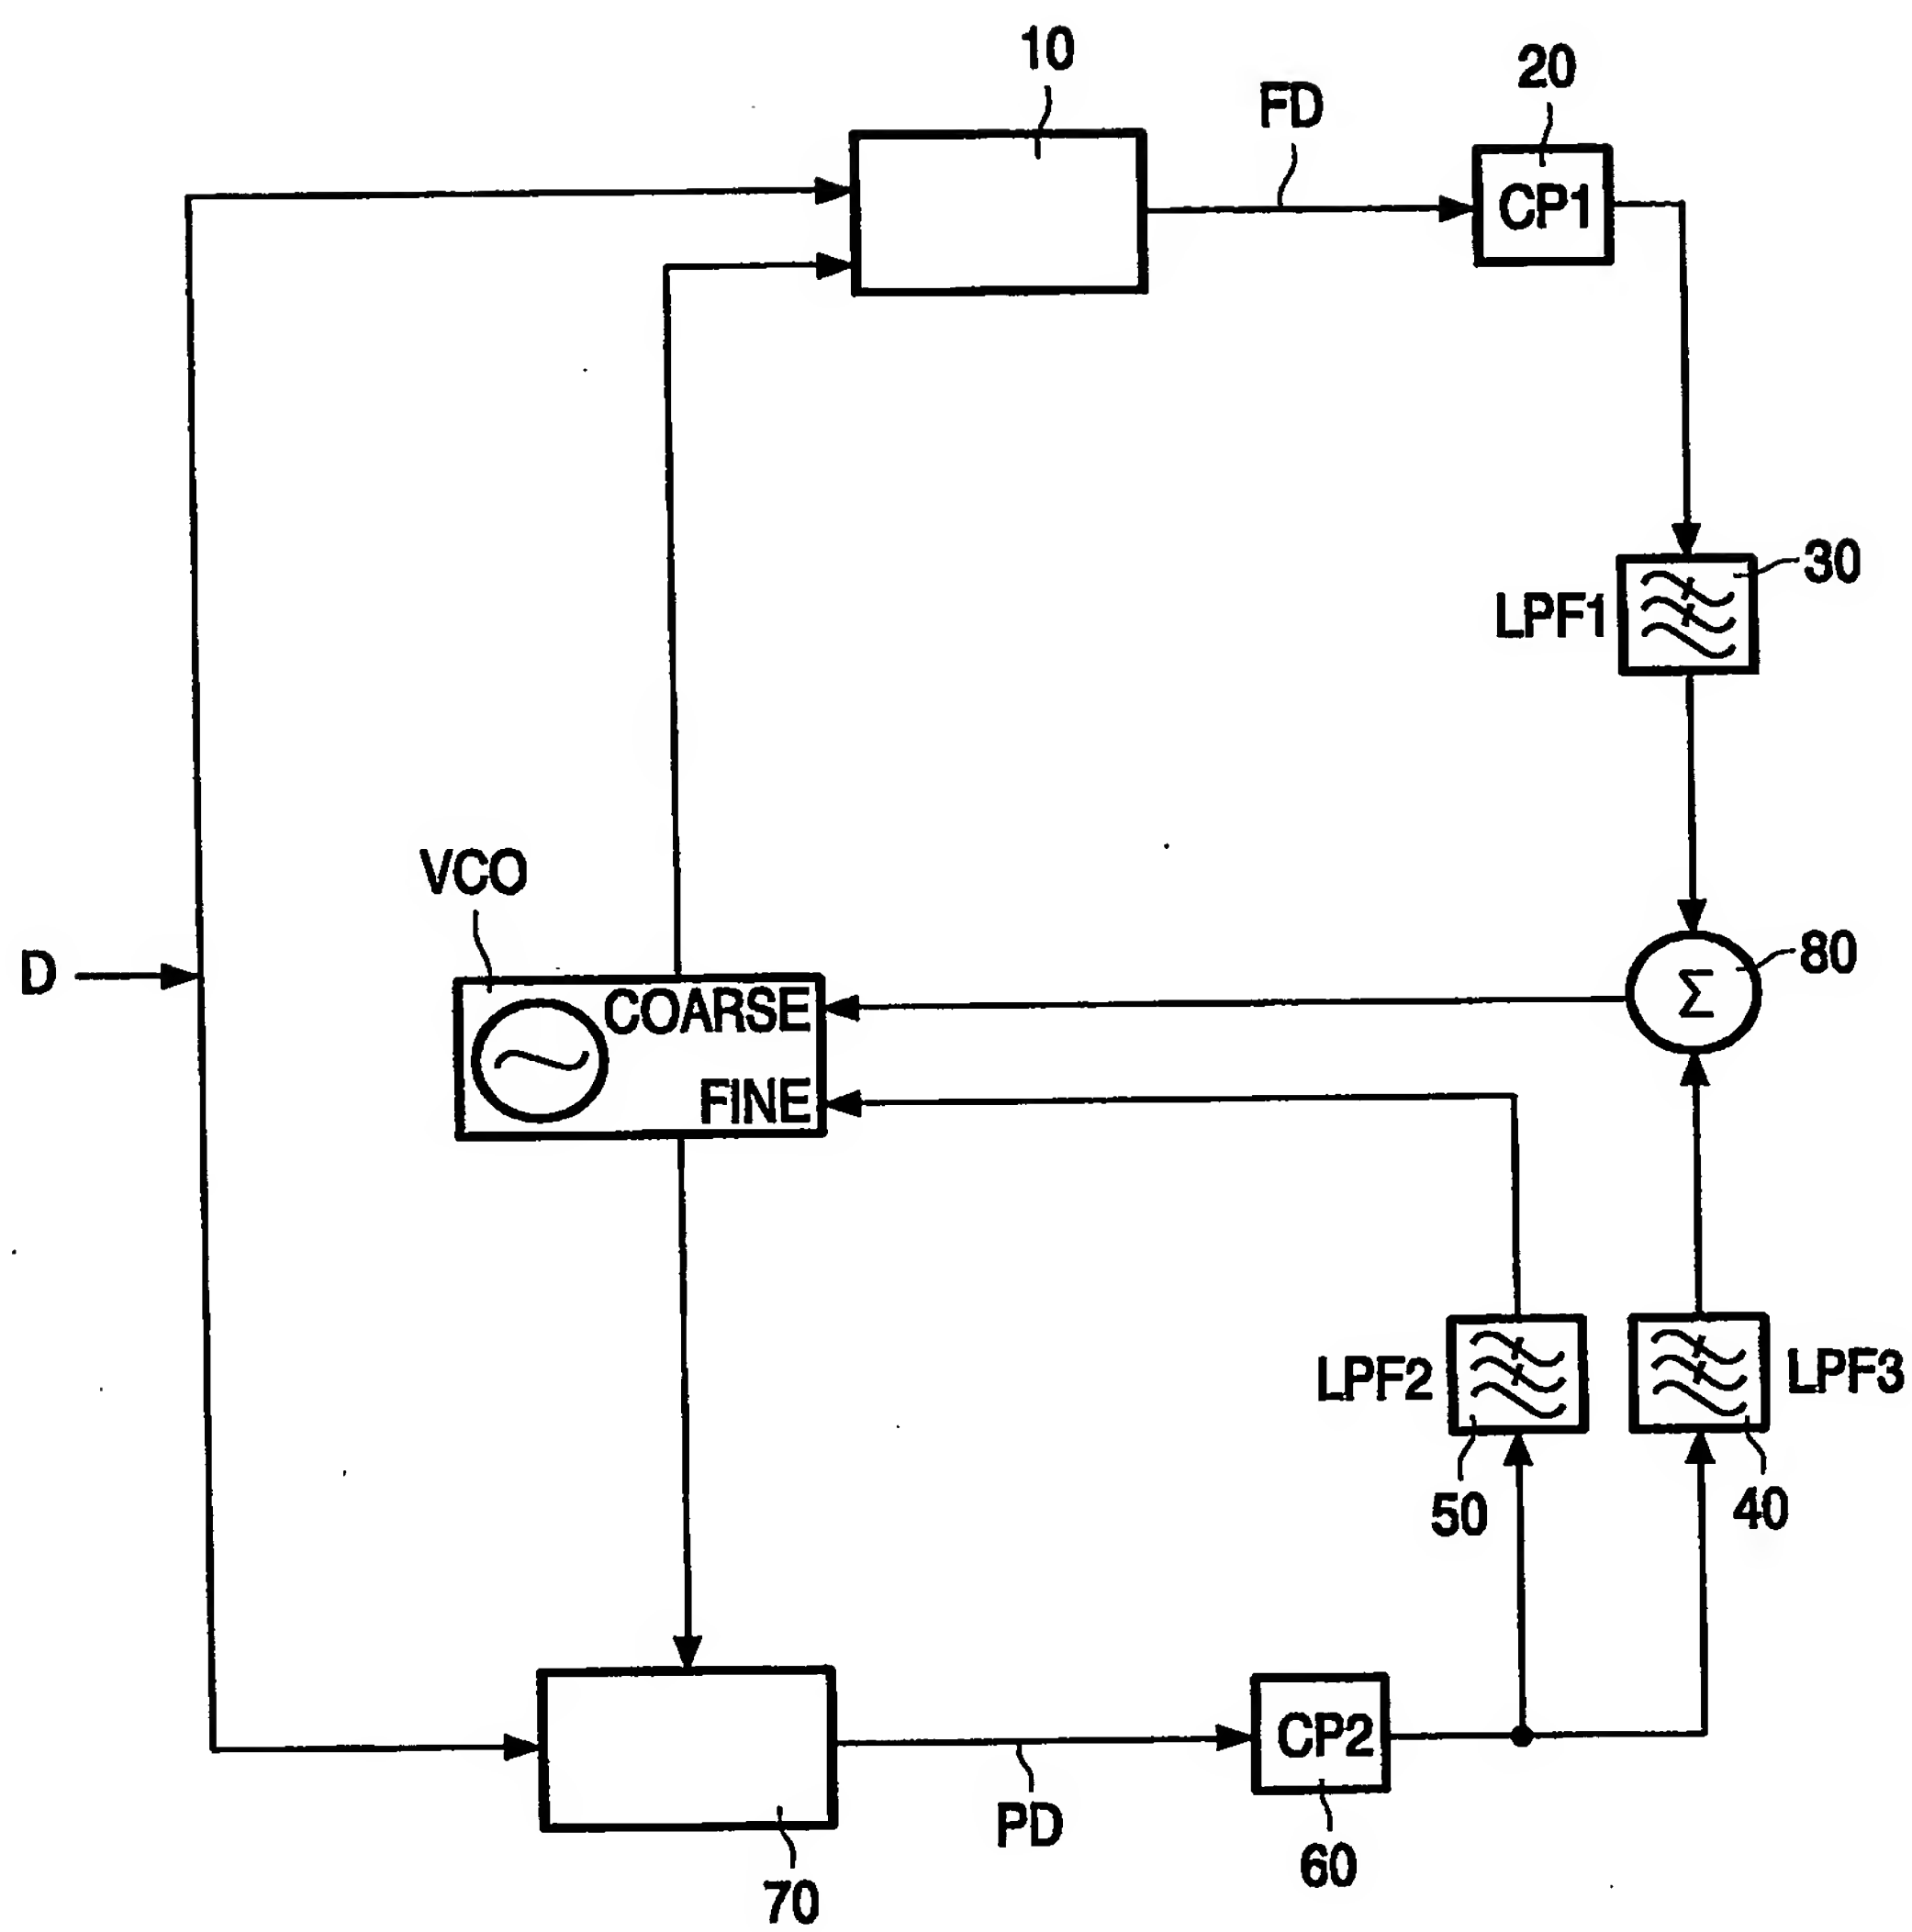 10
20
FD
CP1
30
LPF1
VCO
D
80
COARSE
Σ
FINE
LPF2
LPF3
50
40
CP2
PD
60
70